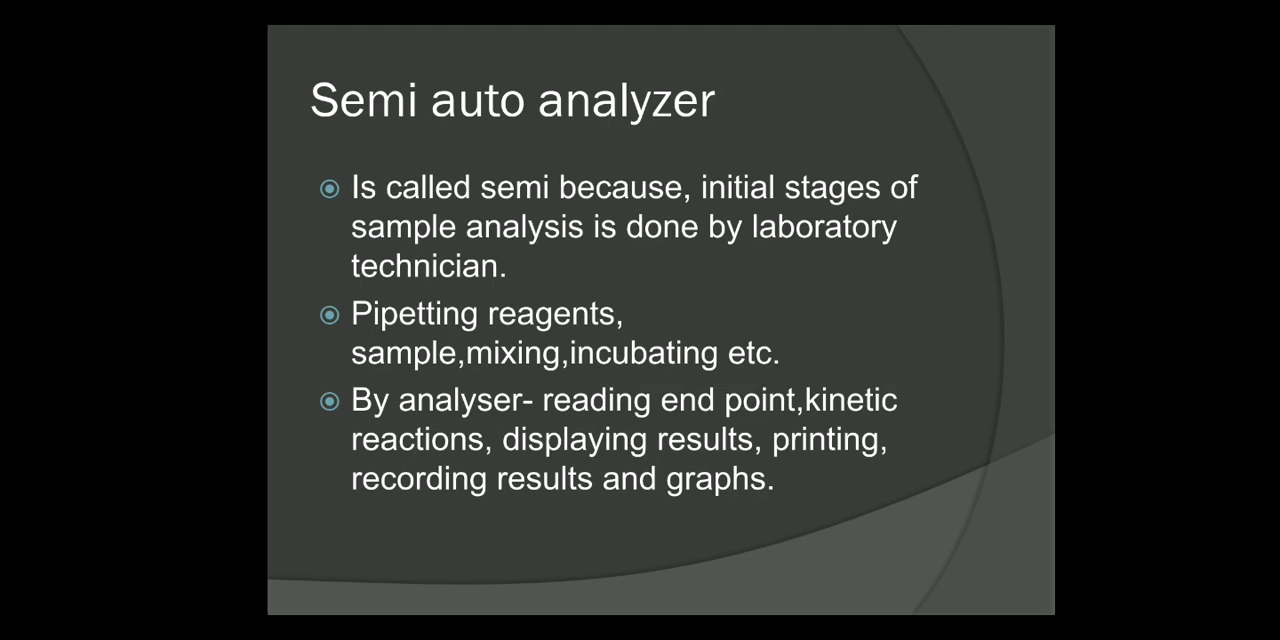 Semi auto analyzer
Is called semi because, initial stages of
sample analysis is done by laboratory
technician.
Pipetting reagents,
sample,mixing,incubating etc.
By analyser- reading end point,kinetic
reactions, displaying results, printing,
recording results and graphs.